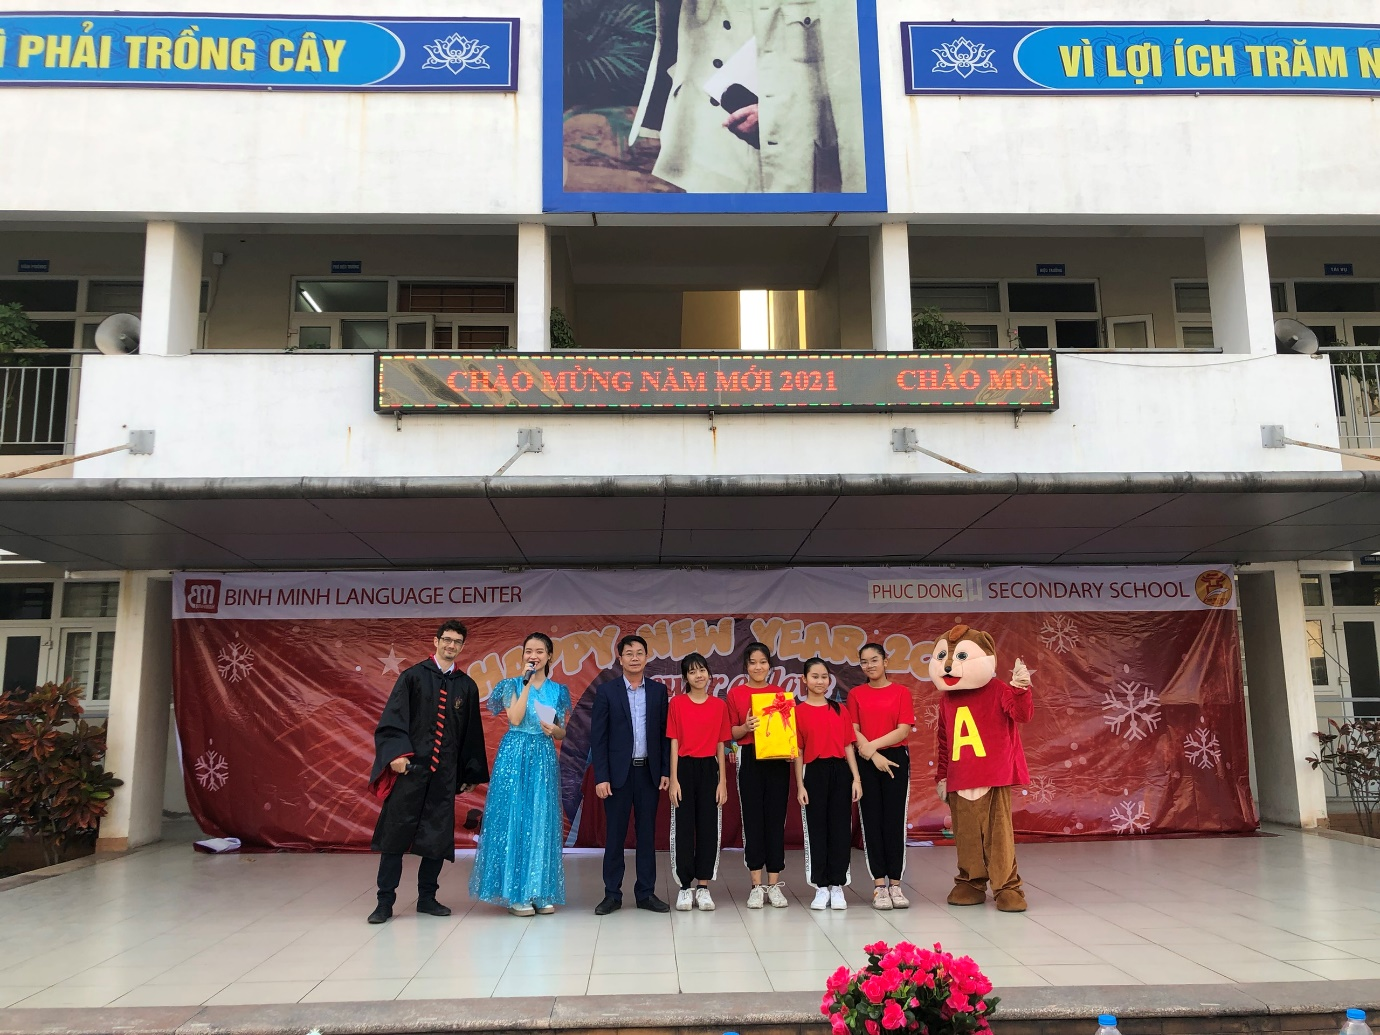 Ì PHẢI TRỒNG CÂY
VÌ LỢI ÍCH TRĂM N
CHÀO MỪNG NĂM MỚI 2021 CHÀO MỪN
BINH MINH LANGUAGE CENTER
PHUC DONG SECONDARY SCHOOL
HAPPY NEW YEAR 20
A